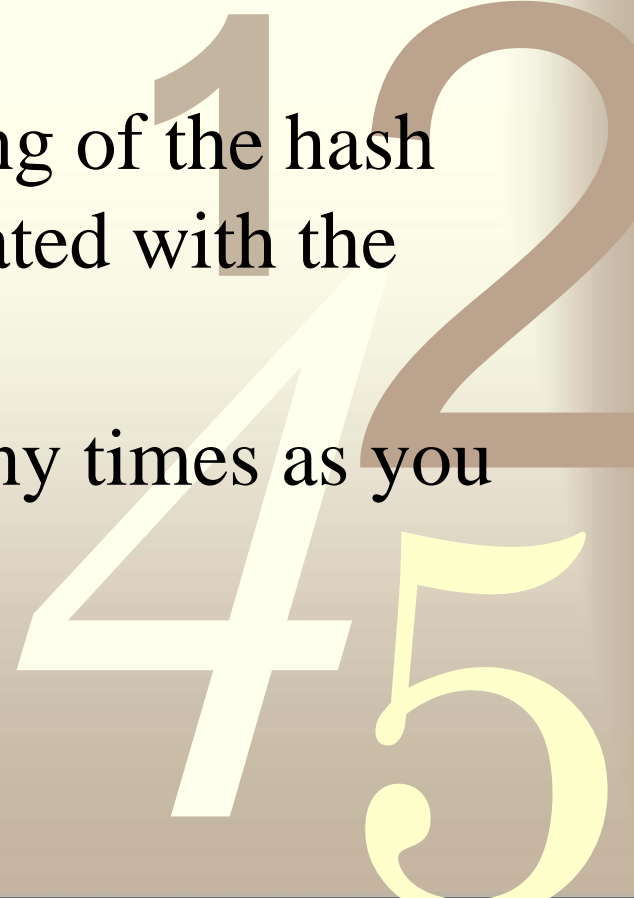 ng of the hash
ated with the
ny times as you
1 2
4 5